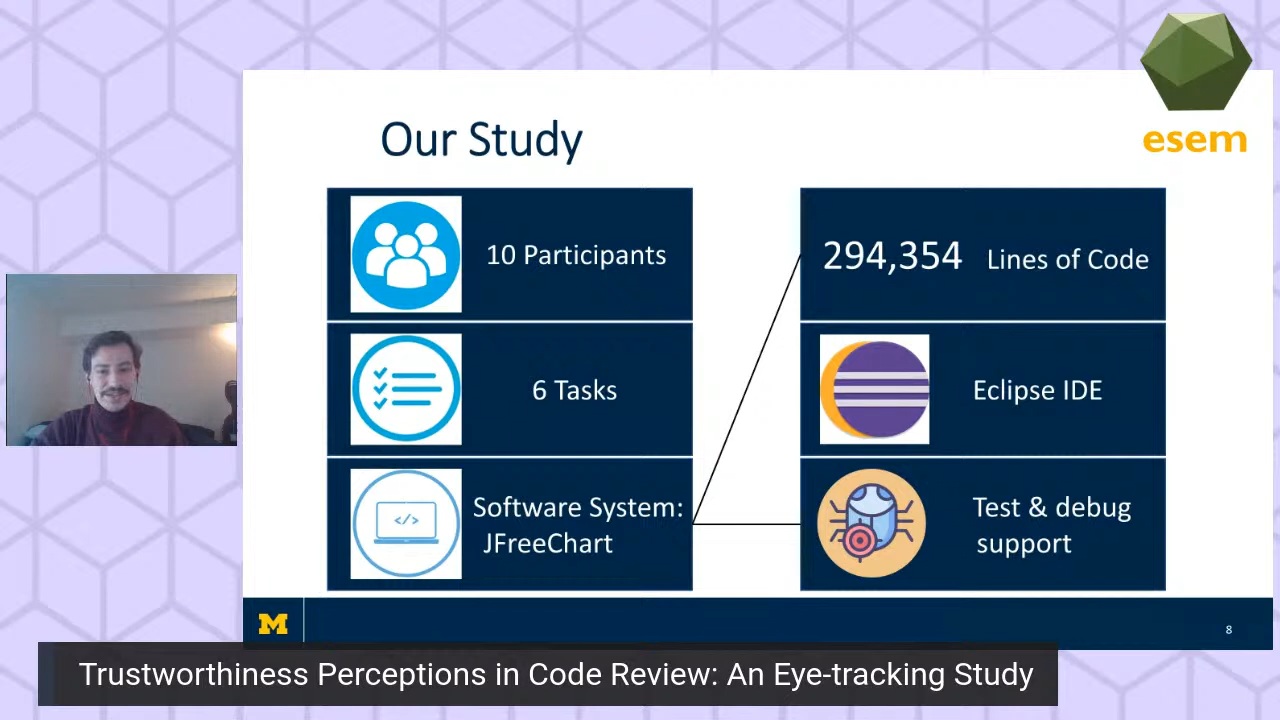 esem
Our Study
10 Participants
6 Tasks
</>
Software System:
JFreeChart
294,354 Lines of Code
Eclipse IDE
Test & debug
support
M
8
Trustworthiness Perceptions in Code Review: An Eye-tracking Study